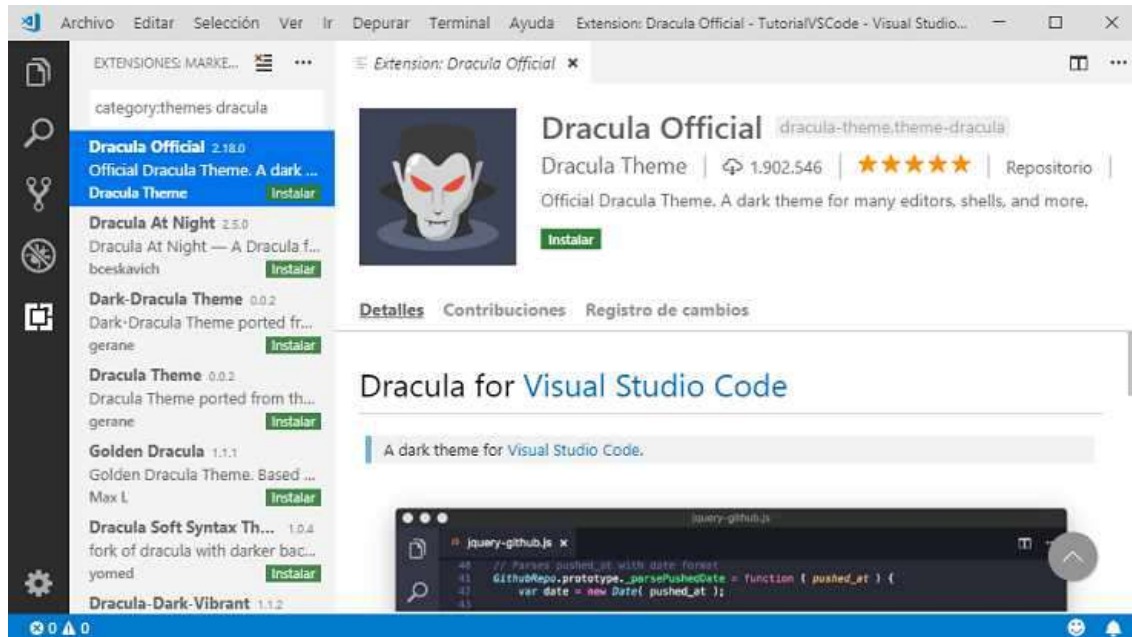 Archivo Editar Selección Ver Ir Depurar Terminal Ayuda Extension: Dracula Official - TutorialVSCode - Visual Studio...
EXTENSIONES: MARKE...
category:themes dracula
Dracula Official 2.18.0
Official Dracula Theme. A dark ...
Dracula Theme Instalar
Dracula At Night 2.5.0
Dracula At Night — A Dracula f...
bceskavich Instalar
Dark-Dracula Theme 0.0.2
Dark-Dracula Theme ported fr...
gerane Instalar
Dracula Theme 0.0.2
Dracula Theme ported from th...
gerane Instalar
Golden Dracula 1.1.1
Golden Dracula Theme. Based ...
Max L Instalar
Dracula Soft Syntax Th... 1.0.4
fork of dracula with darker bac...
yomed Instalar
Dracula-Dark-Vibrant 1.1.2
Extension: Dracula Official
Dracula Official dracula-theme.theme-dracula
Dracula Theme | 1.902.546 | ★★★★★ | Repositorio |
Official Dracula Theme. A dark theme for many editors, shells, and more.
Instalar
Detalles Contribuciones Registro de cambios
Dracula for Visual Studio Code
A dark theme for Visual Studio Code.
jquery-github.js
jquery-github.js
40 // Parses pushed_at with date format
41 GithubRepo.prototype._parsePushedDate = function ( pushed_at ) {
42 var date = new Date( pushed_at );
43
0 0